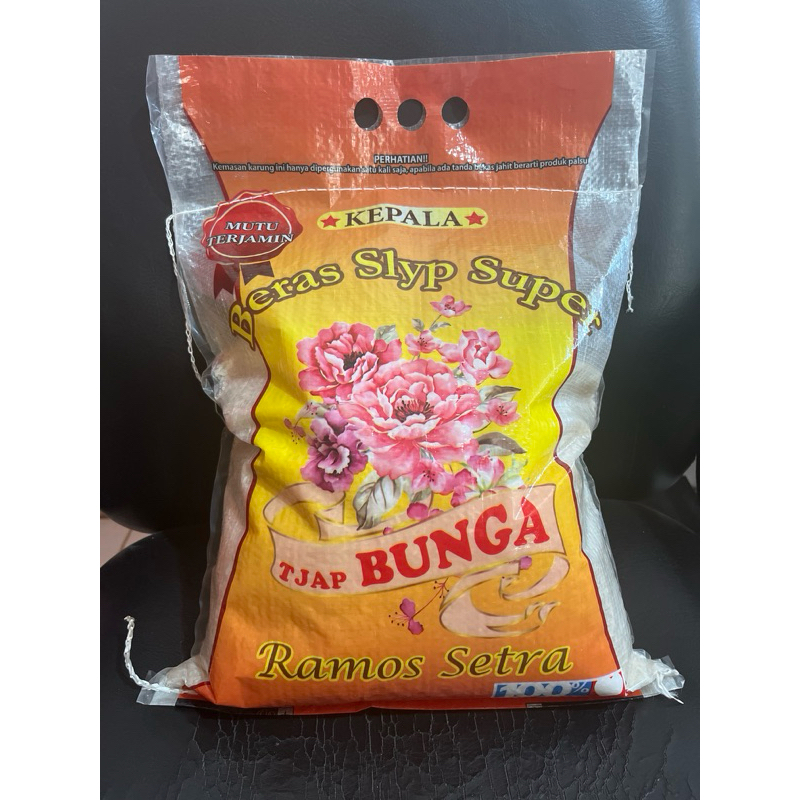 PERHATIAN!!
Kemasan karung ini hanya dipergunakan satu kali saja, apabila ada tanda bekas jahit berarti produk palsu
MUTU
TERJAMIN
KEPALA
Beras Slyp Super
TJAP BUNGA
Ramos Setra